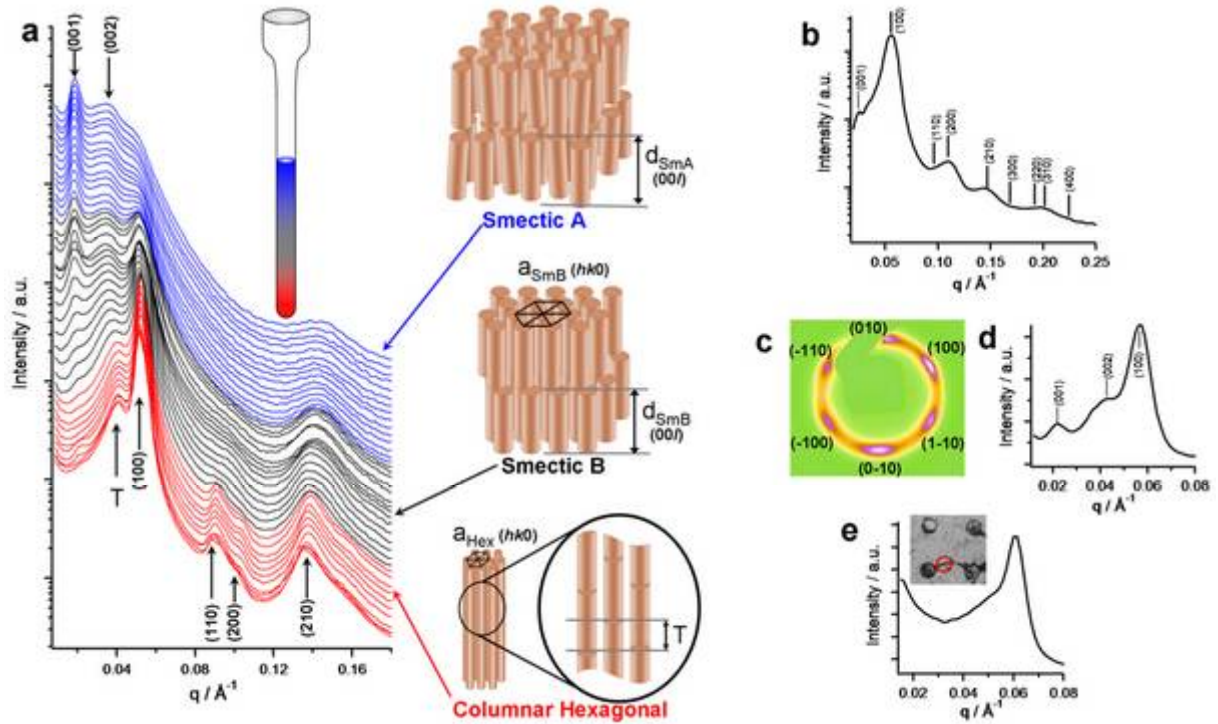 a
(001)
(002)
Intensity / a.u.
T
(100)
(110)
(200)
(210)
0.04
0.08
0.12
0.16
q / Å-1
dSmA
(00l)
Smectic A
aSmB (hk0)
dSmB
(00l)
Smectic B
aHex (hk0)
T
Columnar Hexagonal
b
Intensity / a.u.
(001)
(100)
(110)
(200)
(210)
(300)
(220)
(310)
(400)
0.05
0.10
0.15
0.20
0.25
q / Å-1
c
(010)
(-110)
(100)
(-100)
(1-10)
(0-10)
d
Intensity / a.u.
(001)
(002)
(100)
0.02
0.04
0.06
0.08
q / Å-1
e
Intensity / a.u.
0.02
0.04
0.06
0.08
q / Å-1